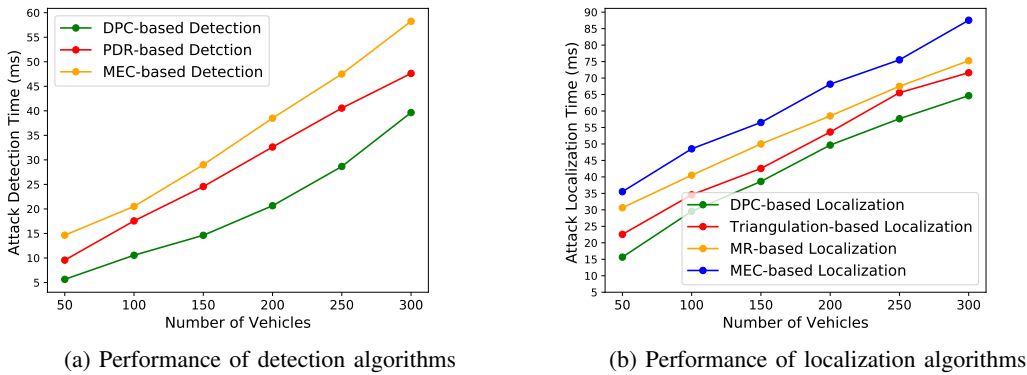 60
55
50
45
40
35
30
25
20
15
10
5
Attack Detection Time (ms)
DPC-based Detection
PDR-based Detction
MEC-based Detection
50 100 150 200 250 300
Number of Vehicles
(a) Performance of detection algorithms
90
85
80
75
70
65
60
55
50
45
40
35
30
25
20
15
10
5
Attack Localization Time (ms)
DPC-based Localization
Triangulation-based Localization
MR-based Localization
MEC-based Localization
50 100 150 200 250 300
Number of Vehicles
(b) Performance of localization algorithms